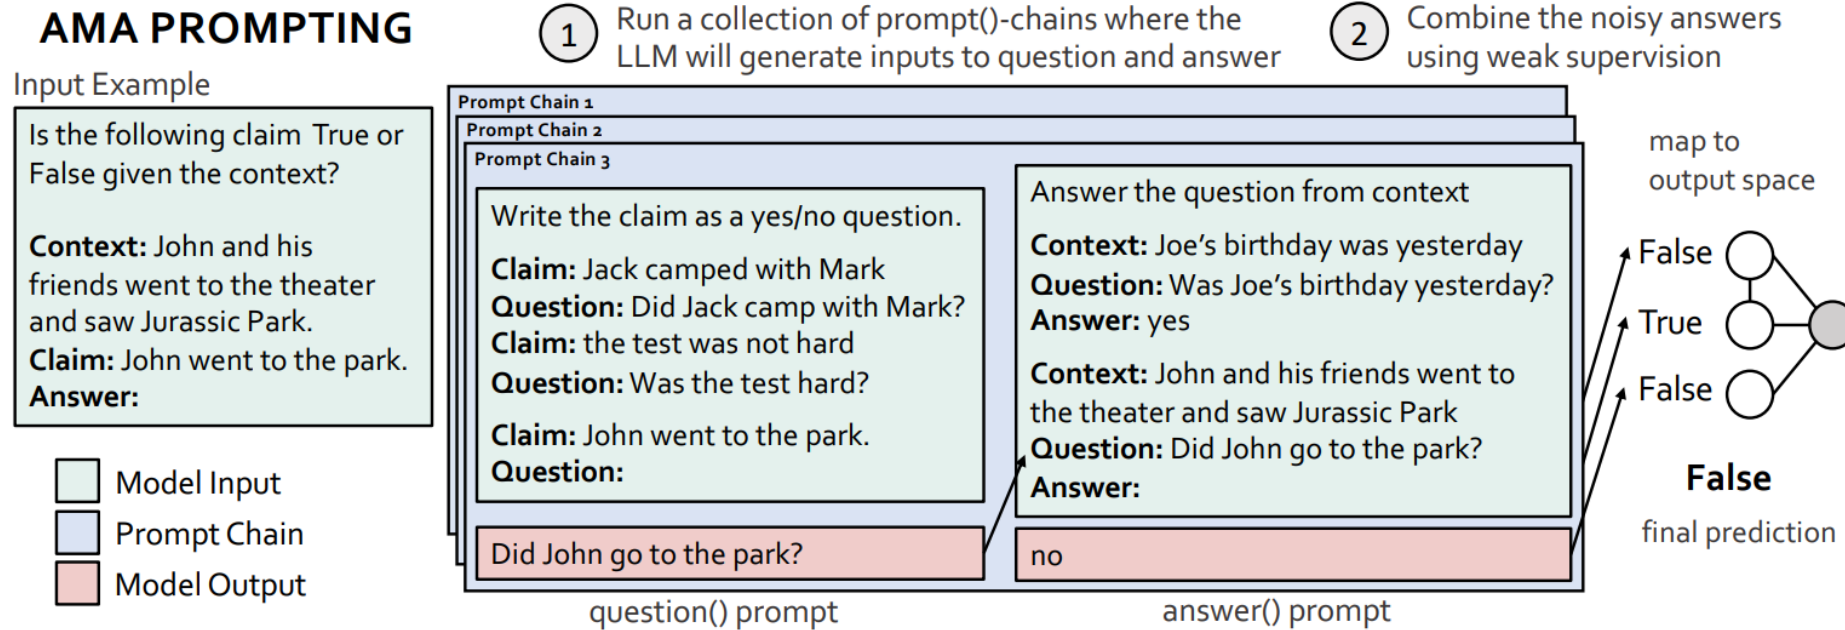 AMA PROMPTING
Input Example
Is the following claim True or
False given the context?
Context: John and his
friends went to the theater
and saw Jurassic Park.
Claim: John went to the park.
Answer:
Model Input
Prompt Chain
Model Output
1
Run a collection of prompt()-chains where the
LLM will generate inputs to question and answer
2
Combine the noisy answers
using weak supervision
Prompt Chain 1
Prompt Chain 2
Prompt Chain 3
Write the claim as a yes/no question.
Claim: Jack camped with Mark
Question: Did Jack camp with Mark?
Claim: the test was not hard
Question: Was the test hard?
Claim: John went to the park.
Question:
Did John go to the park?
question() prompt
Answer the question from context
Context: Joe's birthday was yesterday
Question: Was Joe's birthday yesterday?
Answer: yes
Context: John and his friends went to
the theater and saw Jurassic Park
Question: Did John go to the park?
Answer:
no
answer() prompt
map to
output space
False
True
False
False
final prediction